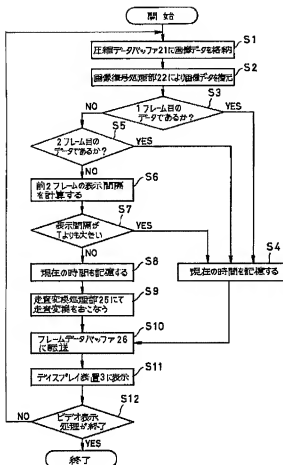 開始
S1
圧縮データバッファ21に画像データを格納
S2
画像復号処理部22により画像データを復元
S3
1フレーム目の
データであるか?
NO
YES
S5
2フレーム目の
データであるか?
YES
NO
S6
前2フレームの表示間隔
を計算する
S7
表示間隔が
Tよりも大きい
YES
NO
S8
現在の時間を記憶する
S4
現在の時間を記憶する
S9
走査変換処理部25にて
走査変換をおこなう
S10
フレームデータバッファ26
に転送
S11
ディスプレイ装置3に表示
S12
ビデオ表示
処理が終了
NO
YES
終了